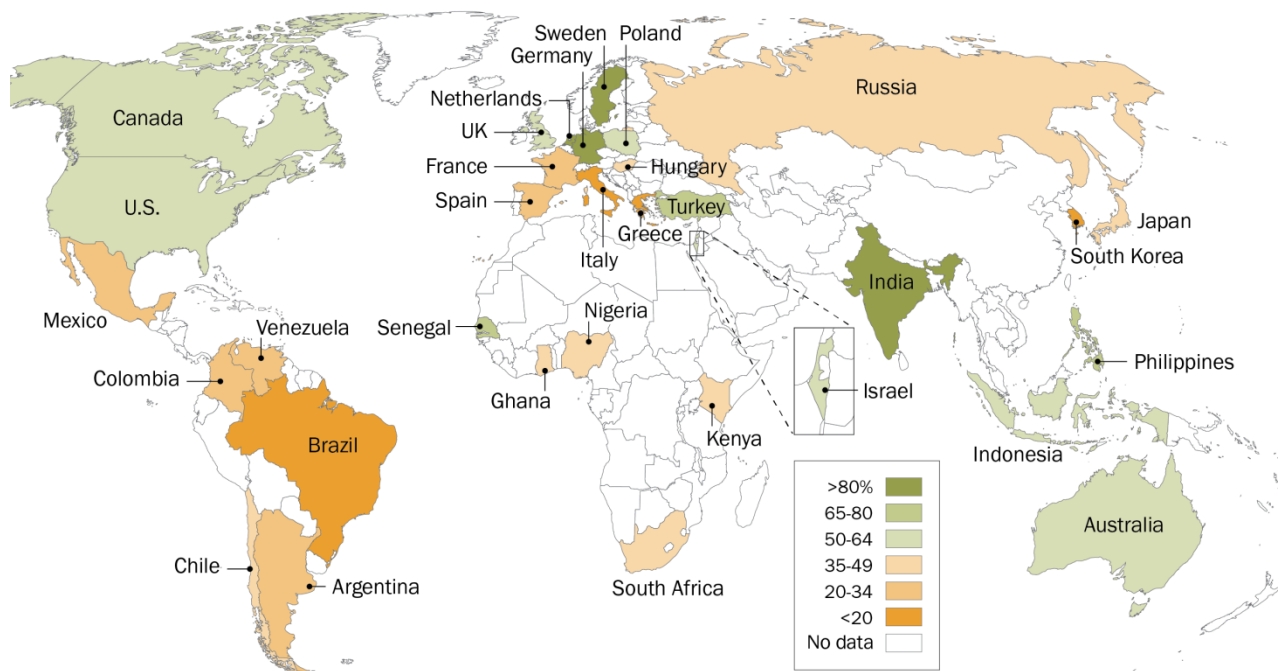 Sweden
Poland
Germany
Russia
Netherlands
Canada
UK
France
Hungary
Spain
Turkey
U.S.
Greece
Japan
Italy
South Korea
India
Mexico
Venezuela
Senegal
Nigeria
Colombia
Philippines
Israel
Ghana
Kenya
Brazil
Indonesia
>80%
65-80
50-64
35-49
20-34
<20
No data
Australia
Chile
Argentina
South Africa